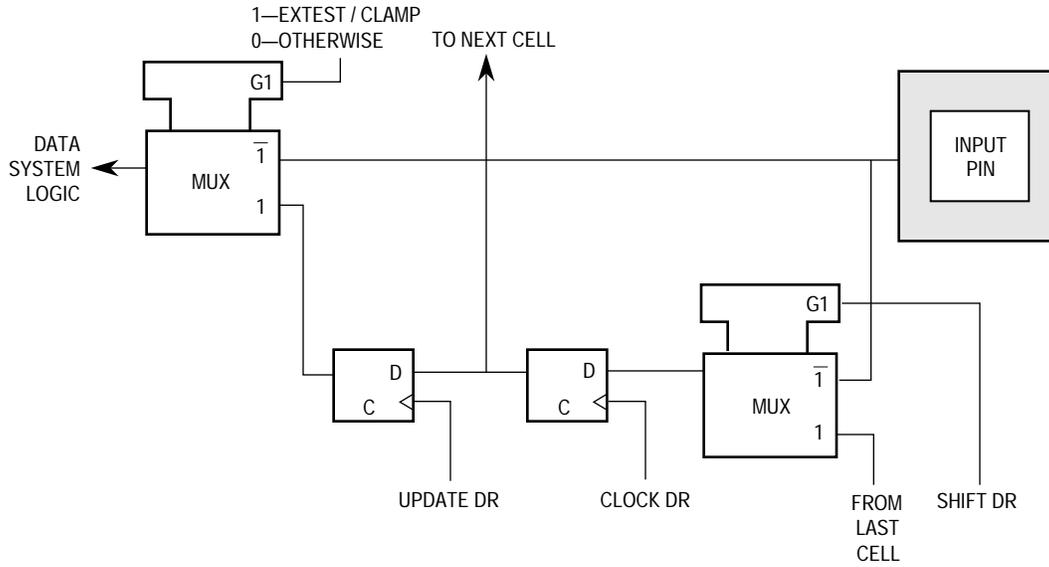 1—EXTEST / CLAMP
0—OTHERWISE
TO NEXT CELL
G1
DATA
SYSTEM
LOGIC
MUX
1̅
1
INPUT
PIN
G1
D
C
D
C
MUX
1̅
1
UPDATE DR
CLOCK DR
FROM
LAST
CELL
SHIFT DR